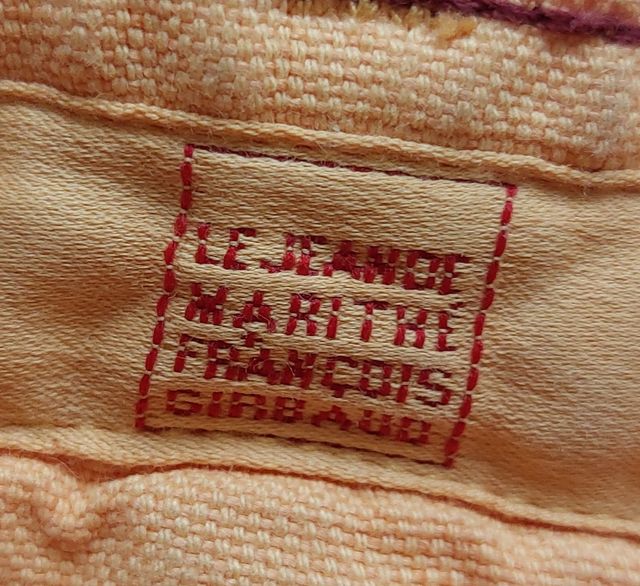 LE JEAN DE
MARITHÉ
FRANÇOIS
GIRBAUD